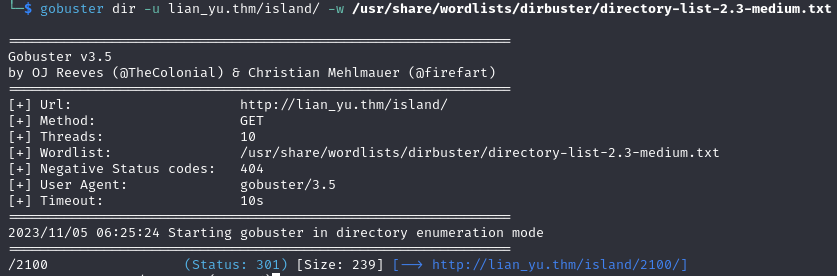 └─$ gobuster dir -u lian_yu.thm/island/ -w /usr/share/wordlists/dirbuster/directory-list-2.3-medium.txt
===============================================================
Gobuster v3.5
by OJ Reeves (@TheColonial) & Christian Mehlmauer (@firefart)
===============================================================
[+] Url:                     http://lian_yu.thm/island/
[+] Method:                  GET
[+] Threads:                 10
[+] Wordlist:                /usr/share/wordlists/dirbuster/directory-list-2.3-medium.txt
[+] Negative Status codes:   404
[+] User Agent:              gobuster/3.5
[+] Timeout:                 10s
===============================================================
2023/11/05 06:25:24 Starting gobuster in directory enumeration mode
===============================================================
/2100                 (Status: 301) [Size: 239] [--> http://lian_yu.thm/island/2100/]